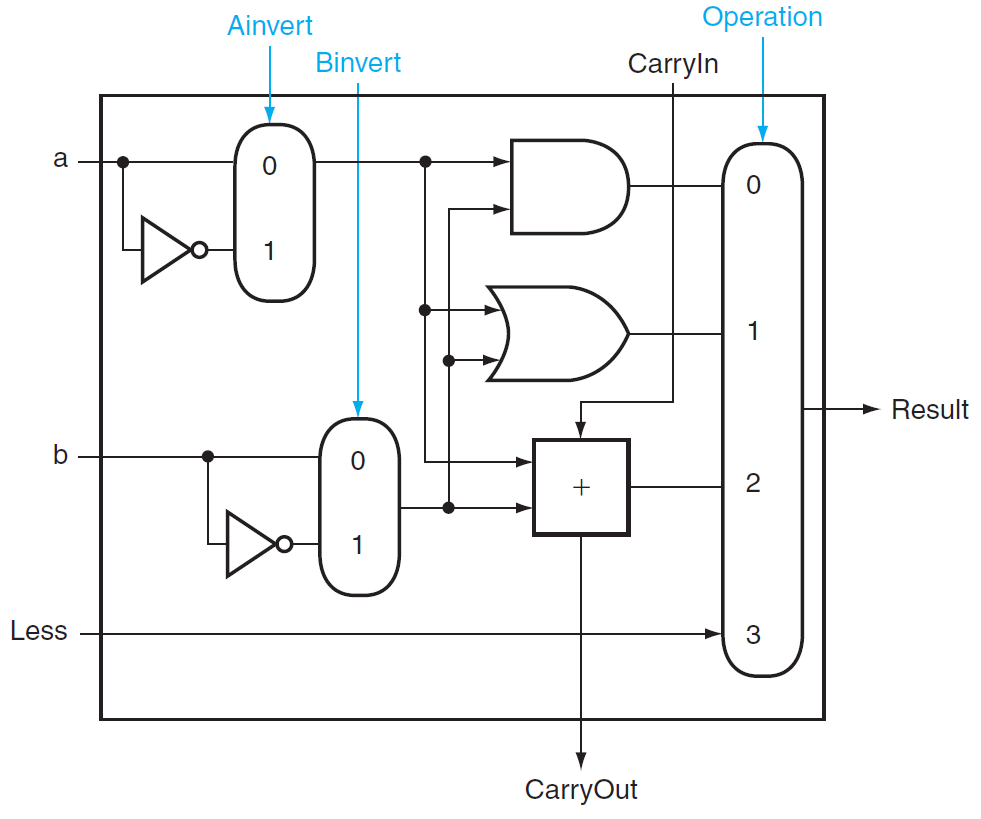 Ainvert
Binvert
Operation
CarryIn
a
0
1
0
1
b
0
1
+
2
Result
Less
3
CarryOut